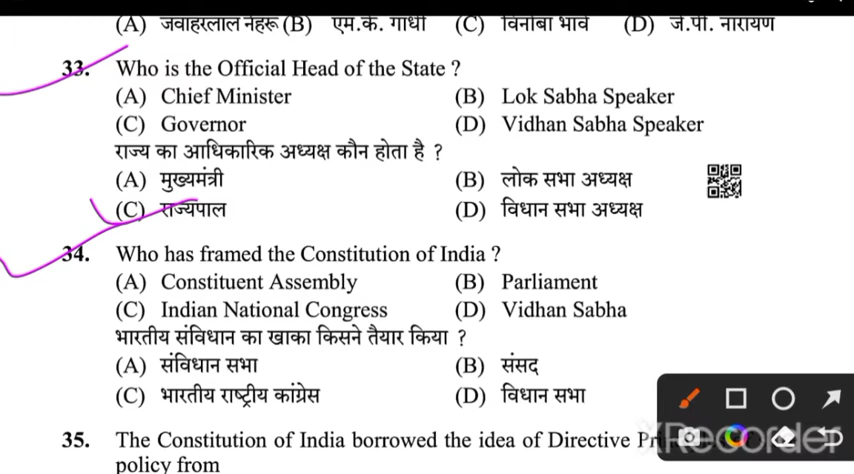 (A) जवाहरलाल नेहरू (B) एम.के. गाँधी (C) विनोबा भावे (D) जे.पी. नारायण
33. Who is the Official Head of the State ?
(A) Chief Minister (B) Lok Sabha Speaker
(C) Governor (D) Vidhan Sabha Speaker
राज्य का आधिकारिक अध्यक्ष कौन होता है ?
(A) मुख्यमंत्री (B) लोक सभा अध्यक्ष
(C) राज्यपाल (D) विधान सभा अध्यक्ष
34. Who has framed the Constitution of India ?
(A) Constituent Assembly (B) Parliament
(C) Indian National Congress (D) Vidhan Sabha
भारतीय संविधान का खाका किसने तैयार किया ?
(A) संविधान सभा (B) संसद
(C) भारतीय राष्ट्रीय कांग्रेस (D) विधान सभा
35. The Constitution of India borrowed the idea of Directive
policy from
XRecorder